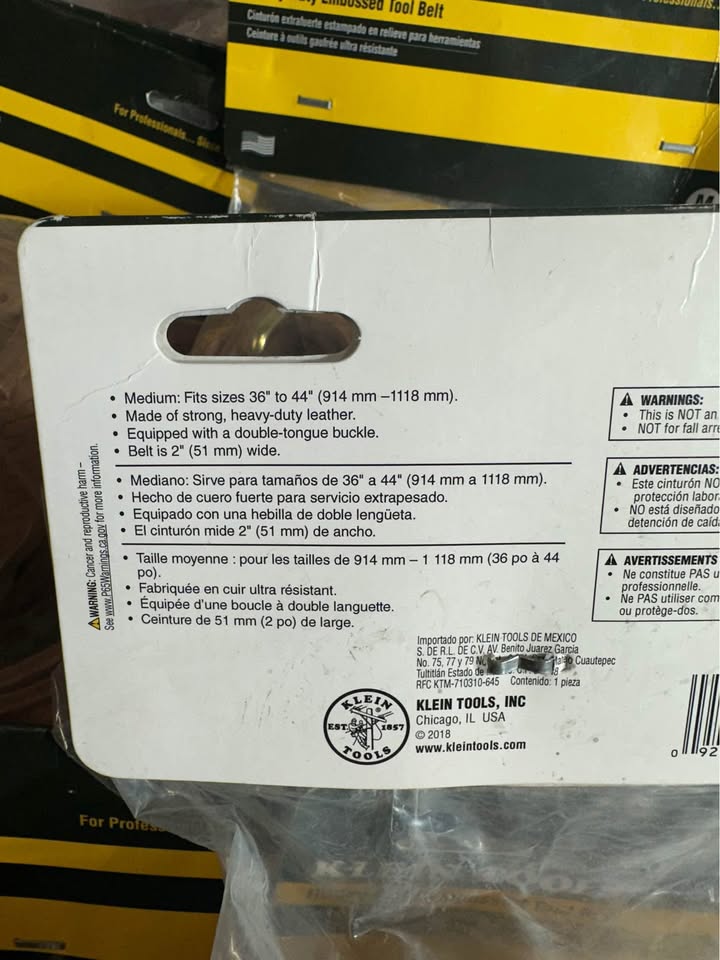 Embossed Tool Belt
Cinturón extrafuerte estampado en relieve para herramientas
Ceinture à outils gaufrée ultra résistante
For Professionals...
M
• Medium: Fits sizes 36" to 44" (914 mm –1118 mm).
• Made of strong, heavy-duty leather.
• Equipped with a double-tongue buckle.
• Belt is 2" (51 mm) wide.
• Mediano: Sirve para tamaños de 36" a 44" (914 mm a 1118 mm).
• Hecho de cuero fuerte para servicio extrapesado.
• Equipado con una hebilla de doble lengüeta.
• El cinturón mide 2" (51 mm) de ancho.
• Taille moyenne : pour les tailles de 914 mm – 1 118 mm (36 po à 44
po).
• Fabriquée en cuir ultra résistant.
• Équipée d'une boucle à double languette.
• Ceinture de 51 mm (2 po) de large.
⚠WARNING: Cancer and reproductive harm –
See www.P65Warnings.ca.gov for more information.
⚠ WARNINGS:
• This is NOT an
• NOT for fall arre
⚠ ADVERTENCIAS:
• Este cinturón NO
protección labor
• NO está diseñado
detención de caíd
⚠ AVERTISSEMENTS
• Ne constitue PAS u
professionnelle.
• Ne PAS utiliser com
ou protège-dos.
Importado por: KLEIN TOOLS DE MEXICO
S. DE R.L. DE C.V. AV. Benito Juarez Garcia
No. 75, 77 y 79 Cuautepec
Tultitlán Estado de
RFC KTM-710310-645 Contenido: 1 pieza
KLEIN
EST. 1857
TOOLS
KLEIN TOOLS, INC
Chicago, IL USA
© 2018
www.kleintools.com
0 92
For Profess